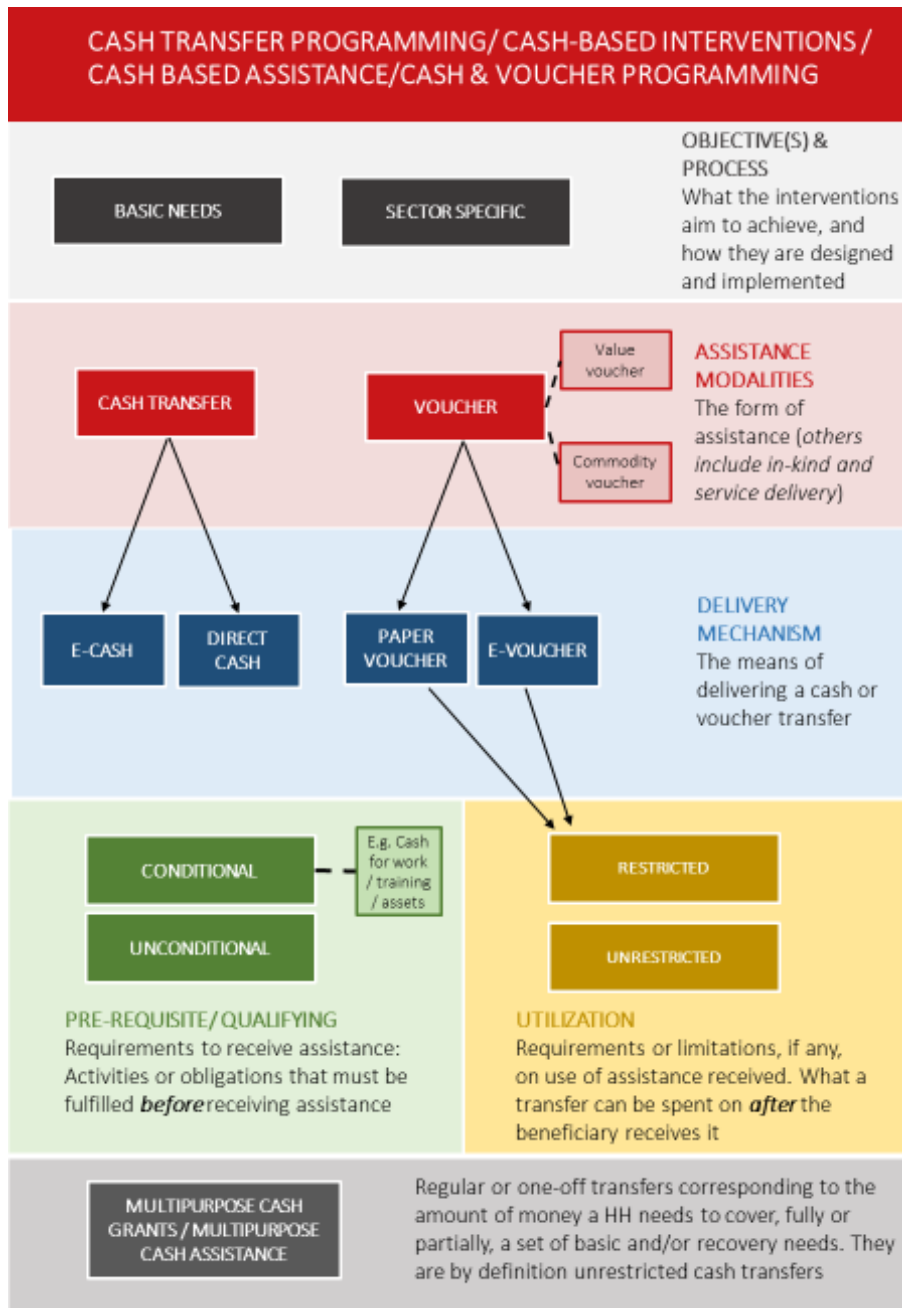 CASH TRANSFER PROGRAMMING/ CASH-BASED INTERVENTIONS /
CASH BASED ASSISTANCE/CASH & VOUCHER PROGRAMMING
BASIC NEEDS
SECTOR SPECIFIC
OBJECTIVE(S) &
PROCESS
What the interventions
aim to achieve, and
how they are designed
and implemented
CASH TRANSFER
VOUCHER
Value
voucher
Commodity
voucher
ASSISTANCE
MODALITIES
The form of
assistance (others
include in-kind and
service delivery)
E-CASH
DIRECT
CASH
PAPER
VOUCHER
E-VOUCHER
DELIVERY
MECHANISM
The means of
delivering a cash or
voucher transfer
CONDITIONAL
E.g. Cash
for work
/ training
/ assets
UNCONDITIONAL
PRE-REQUISITE/ QUALIFYING
Requirements to receive assistance:
Activities or obligations that must be
fulfilled before receiving assistance
RESTRICTED
UNRESTRICTED
UTILIZATION
Requirements or limitations, if any,
on use of assistance received. What a
transfer can be spent on after the
beneficiary receives it
MULTIPURPOSE CASH
GRANTS / MULTIPURPOSE
CASH ASSISTANCE
Regular or one-off transfers corresponding to the
amount of money a HH needs to cover, fully or
partially, a set of basic and/or recovery needs. They
are by definition unrestricted cash transfers